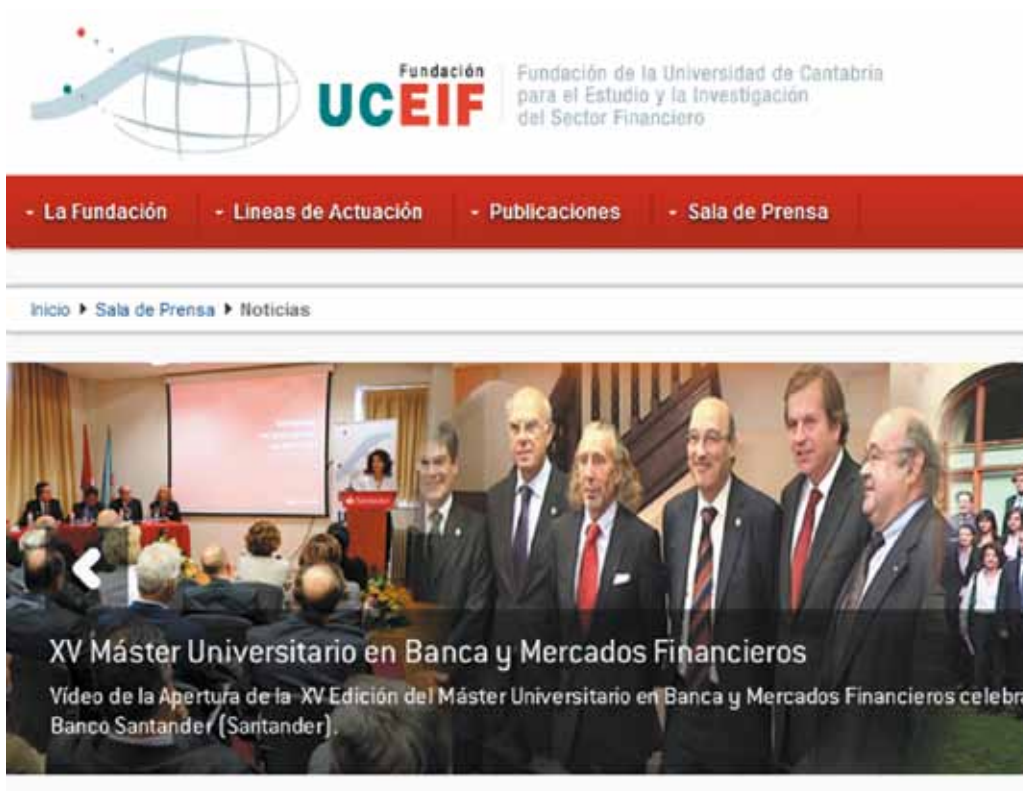 Fundación
UCEIF
Fundación de la Universidad de Cantabria
para el Estudio y la Investigación
del Sector Financiero
La Fundación
Lineas de Actuación
Publicaciones
Sala de Prensa
Inicio Sala de Prensa Noticias
Santander
XV Máster Universitario en Banca y Mercados Financieros
Vídeo de la Apertura de la XV Edición del Máster Universitario en Banca y Mercados Financieros celebra
Banco Santander (Santander).